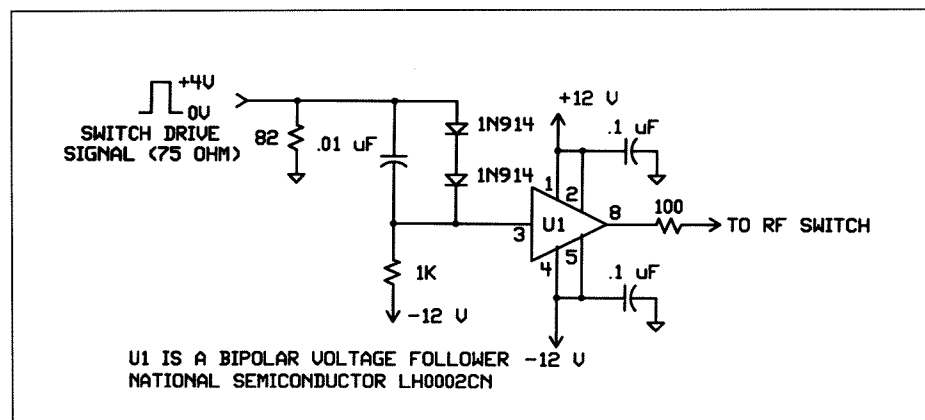 +4V
0V
SWITCH DRIVE
SIGNAL (75 OHM)
82
.01 uF
1N914
1N914
+12 V
.1 uF
1
2
3
U1
8
100
TO RF SWITCH
4
5
.1 uF
1K
-12 V
U1 IS A BIPOLAR VOLTAGE FOLLOWER
-12 V
NATIONAL SEMICONDUCTOR LH0002CN